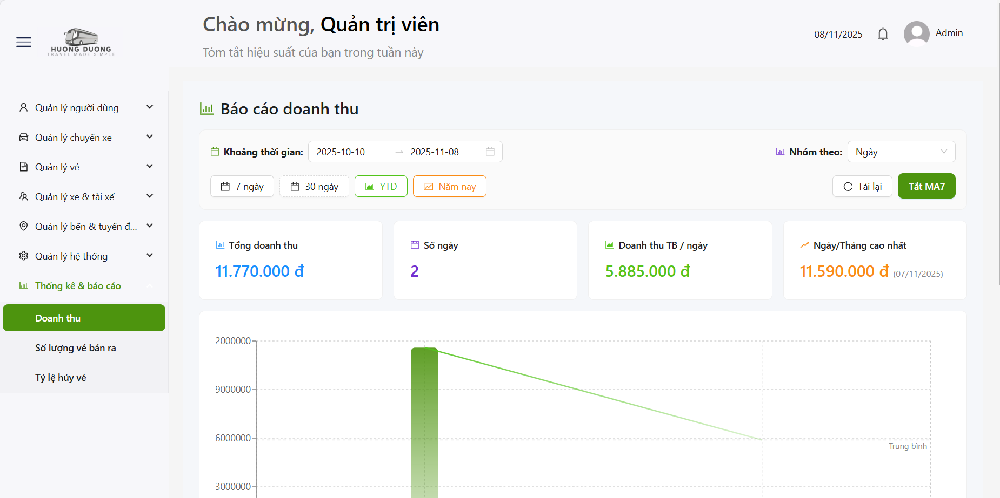 HUONG DUONG
TRAVEL MADE SIMPLE
Chào mừng, Quản trị viên
Tóm tắt hiệu suất của bạn trong tuần này
08/11/2025
Admin
Quản lý người dùng
Quản lý chuyến xe
Quản lý vé
Quản lý xe & tài xế
Quản lý bến & tuyến đ...
Quản lý hệ thống
Thống kê & báo cáo
Doanh thu
Số lượng vé bán ra
Tỷ lệ hủy vé
Báo cáo doanh thu
Khoảng thời gian: 2025-10-10 → 2025-11-08
Nhóm theo: Ngày
7 ngày
30 ngày
YTD
Năm nay
Tải lại
Tắt MA7
Tổng doanh thu
11.770.000 đ
Số ngày
2
Doanh thu TB / ngày
5.885.000 đ
Ngày/Tháng cao nhất
11.590.000 đ (07/11/2025)
2000000
9000000
6000000
Trung bình
3000000